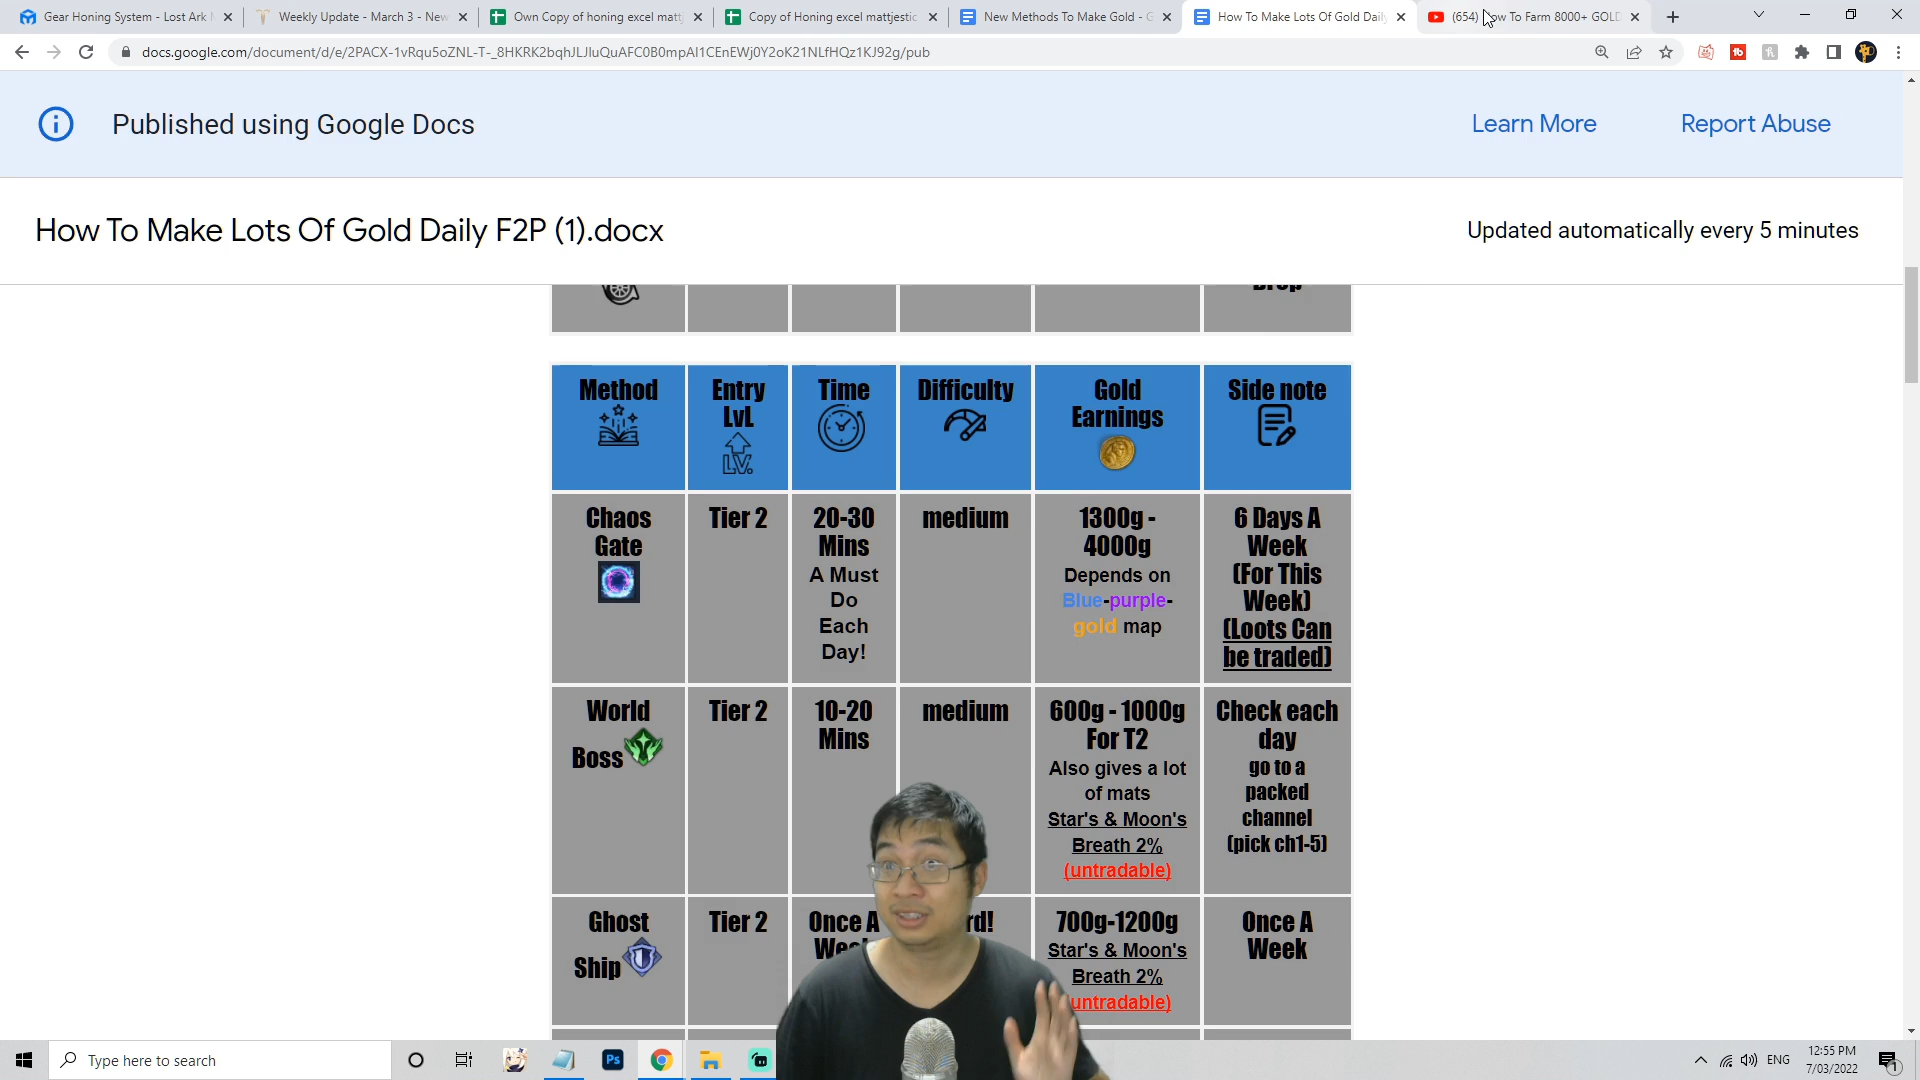 Gear Honing System - Lost Ark
Weekly Update - March 3 - New
Own Copy of honing excel matt
Copy of Honing excel mattjestic
New Methods To Make Gold - G
How To Make Lots Of Gold Daily
(654) How To Farm 8000+ GOLD
docs.google.com/document/d/e/2PACX-1vRqu5oZNL-T-_8HKRK2bqhJLJIuQuAFC0B0mpAI1CEnEWj0Y2oK21NLfHQz1KJ92g/pub
Published using Google Docs
Learn More
Report Abuse
How To Make Lots Of Gold Daily F2P (1).docx
Updated automatically every 5 minutes
Drop
Method
Entry
LvL
LV.
Time
Difficulty
Gold
Earnings
Side note
Chaos
Gate
Tier 2
20-30
Mins
A Must
Do
Each
Day!
medium
1300g -
4000g
Depends on
Blue-purple-
gold map
6 Days A
Week
(For This
Week)
(Loots Can
be traded)
World
Boss
Tier 2
10-20
Mins
medium
600g - 1000g
For T2
Also gives a lot
of mats
Star's & Moon's
Breath 2%
(untradable)
Check each
day
go to a
packed
channel
(pick ch1-5)
Ghost
Ship
Tier 2
Once A
700g-1200g
Star's & Moon's
Breath 2%
untradable)
Once A
Week
Type here to search
Ps
ENG
12:55 PM
7/03/2022
1